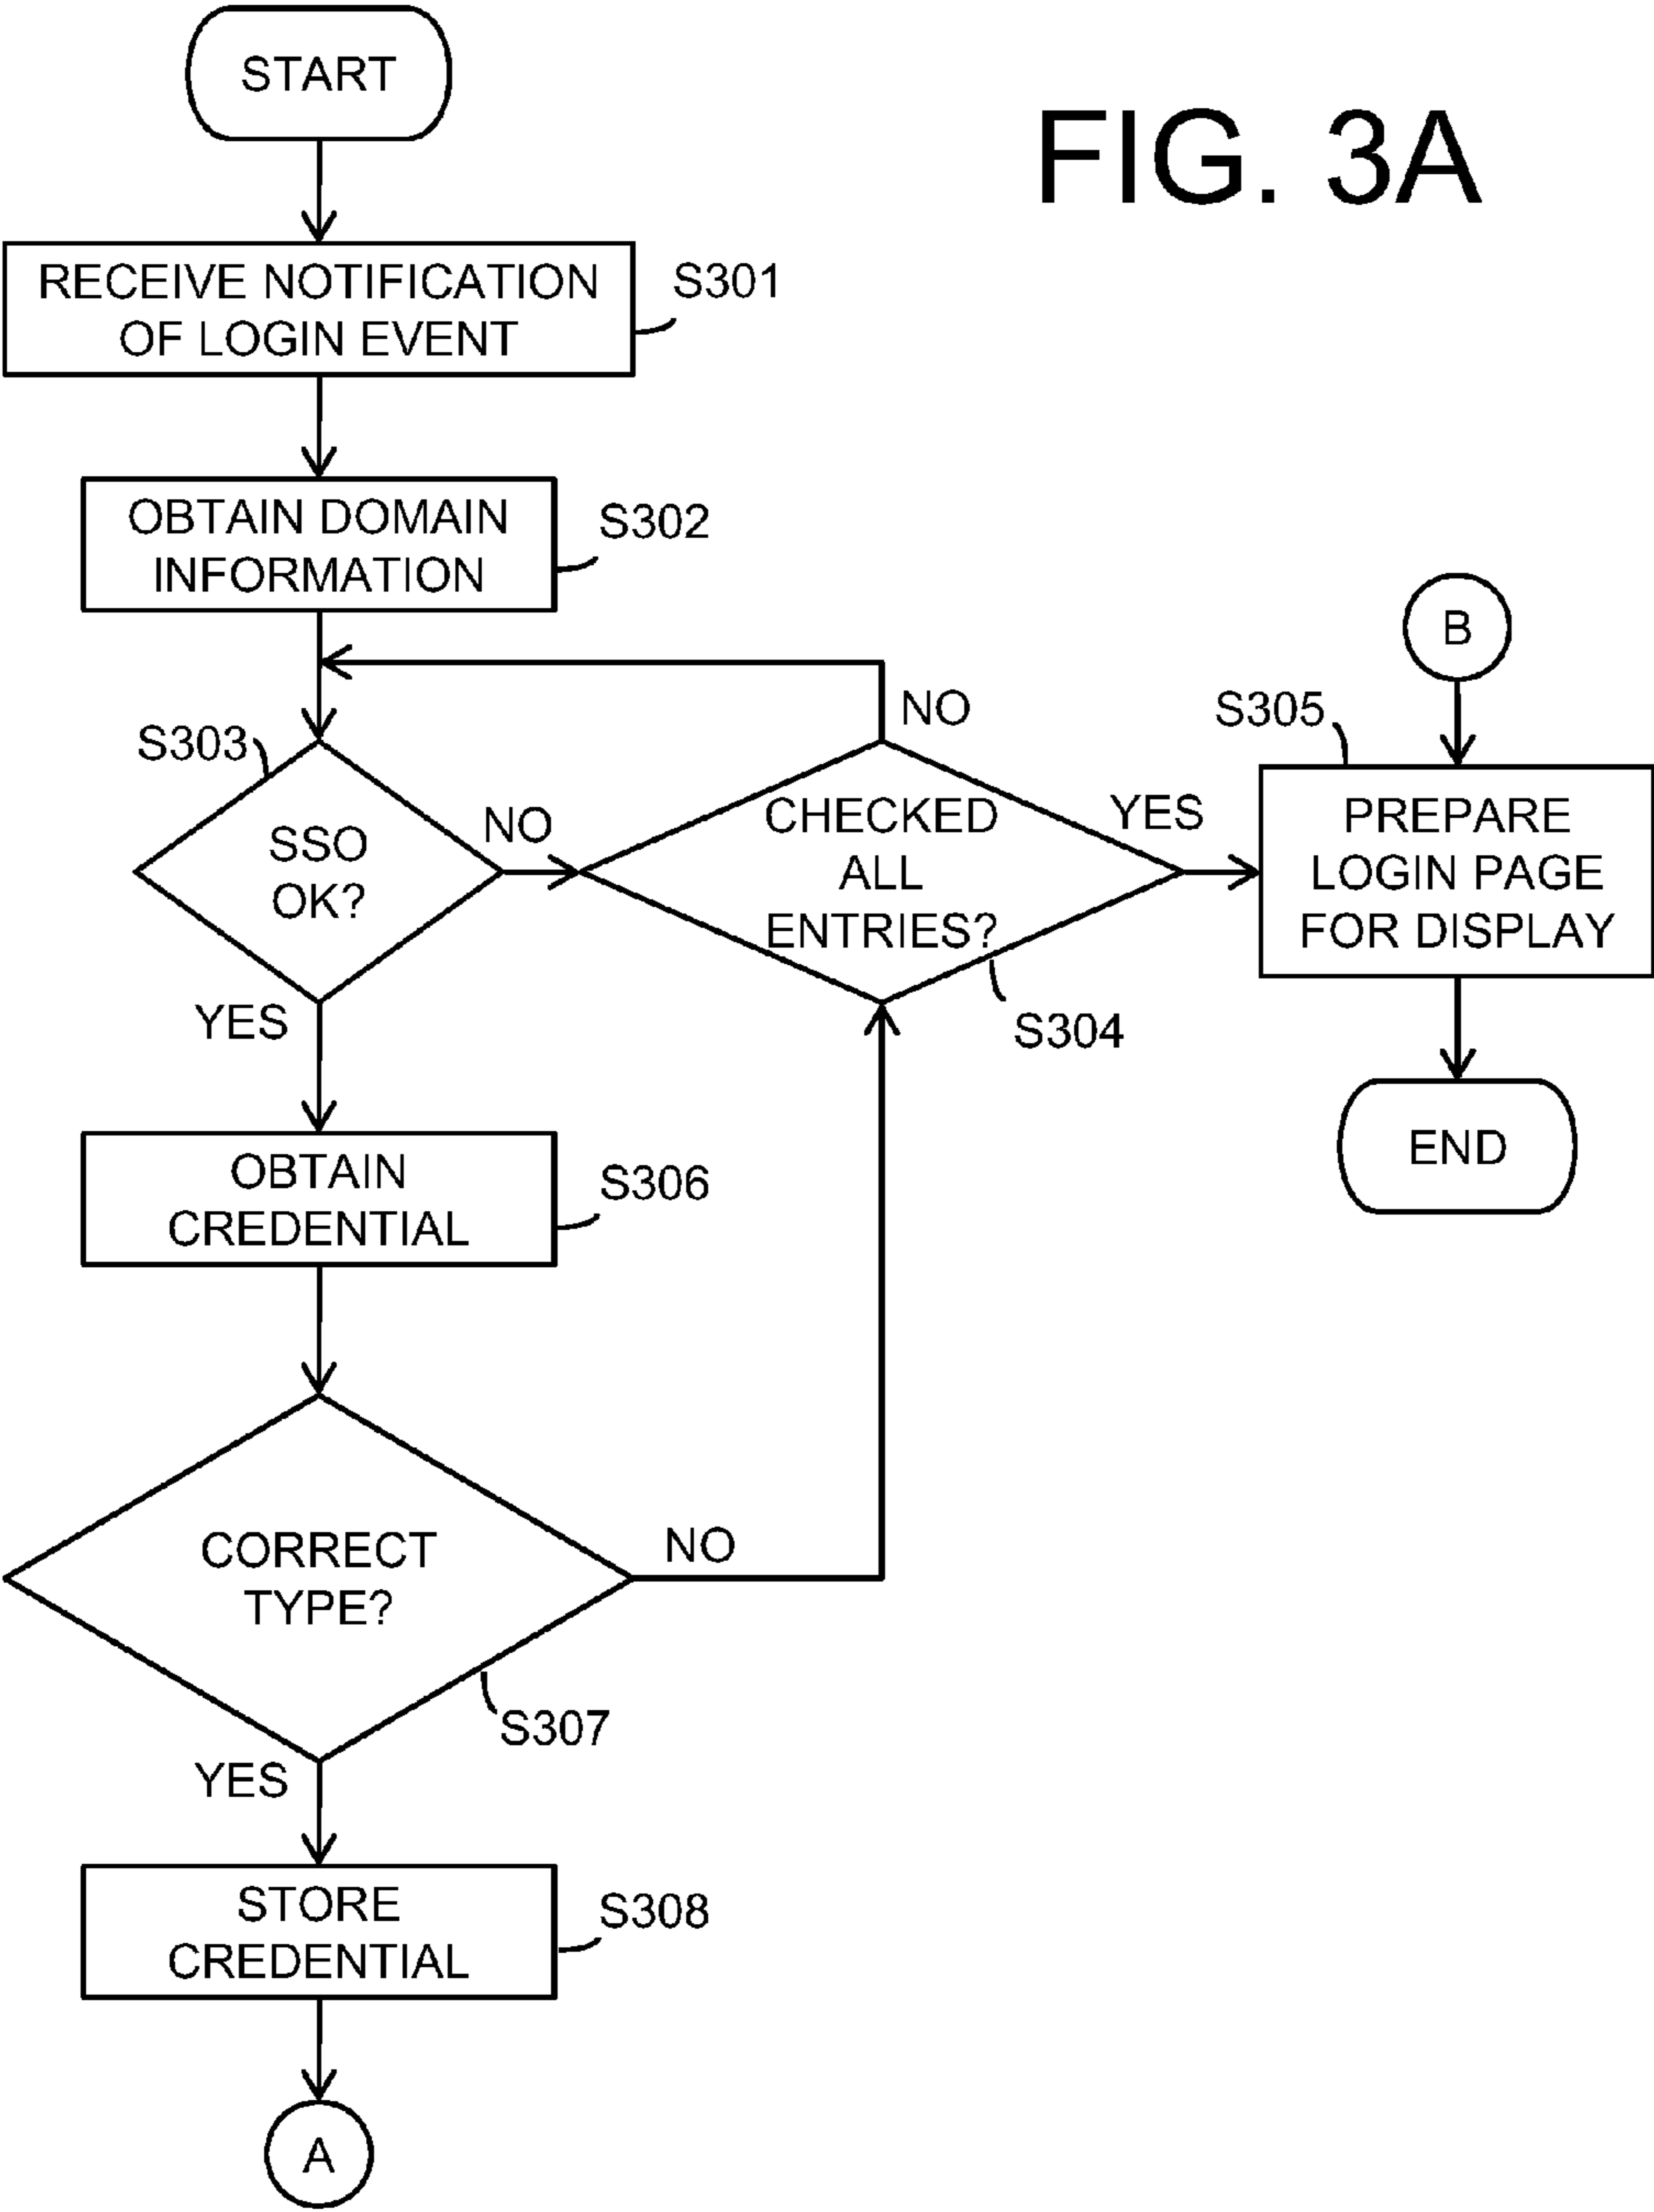 START
FIG. 3A
RECEIVE NOTIFICATION
OF LOGIN EVENT
S301
OBTAIN DOMAIN
INFORMATION
S302
B
S303
NO
S305
SSO
OK?
NO
CHECKED
ALL
ENTRIES?
YES
PREPARE
LOGIN PAGE
FOR DISPLAY
YES
S304
OBTAIN
CREDENTIAL
S306
END
CORRECT
TYPE?
NO
S307
YES
STORE
CREDENTIAL
S308
A